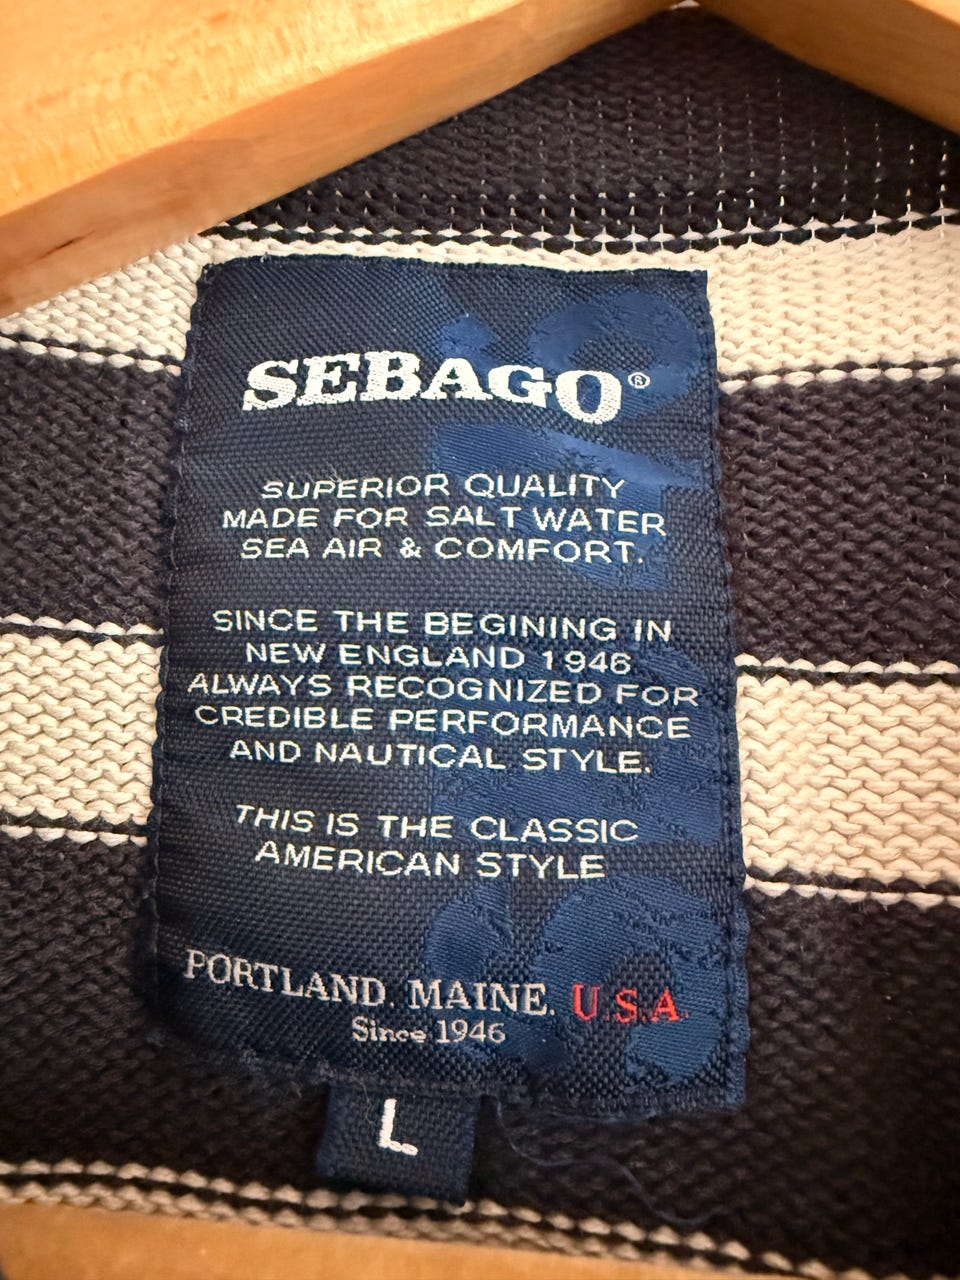 SEBAGO®
SUPERIOR QUALITY
MADE FOR SALT WATER
SEA AIR & COMFORT.
SINCE THE BEGINING IN
NEW ENGLAND 1946
ALWAYS RECOGNIZED FOR
CREDIBLE PERFORMANCE
AND NAUTICAL STYLE.
THIS IS THE CLASSIC
AMERICAN STYLE
PORTLAND. MAINE. U.S.A.
Since 1946
L